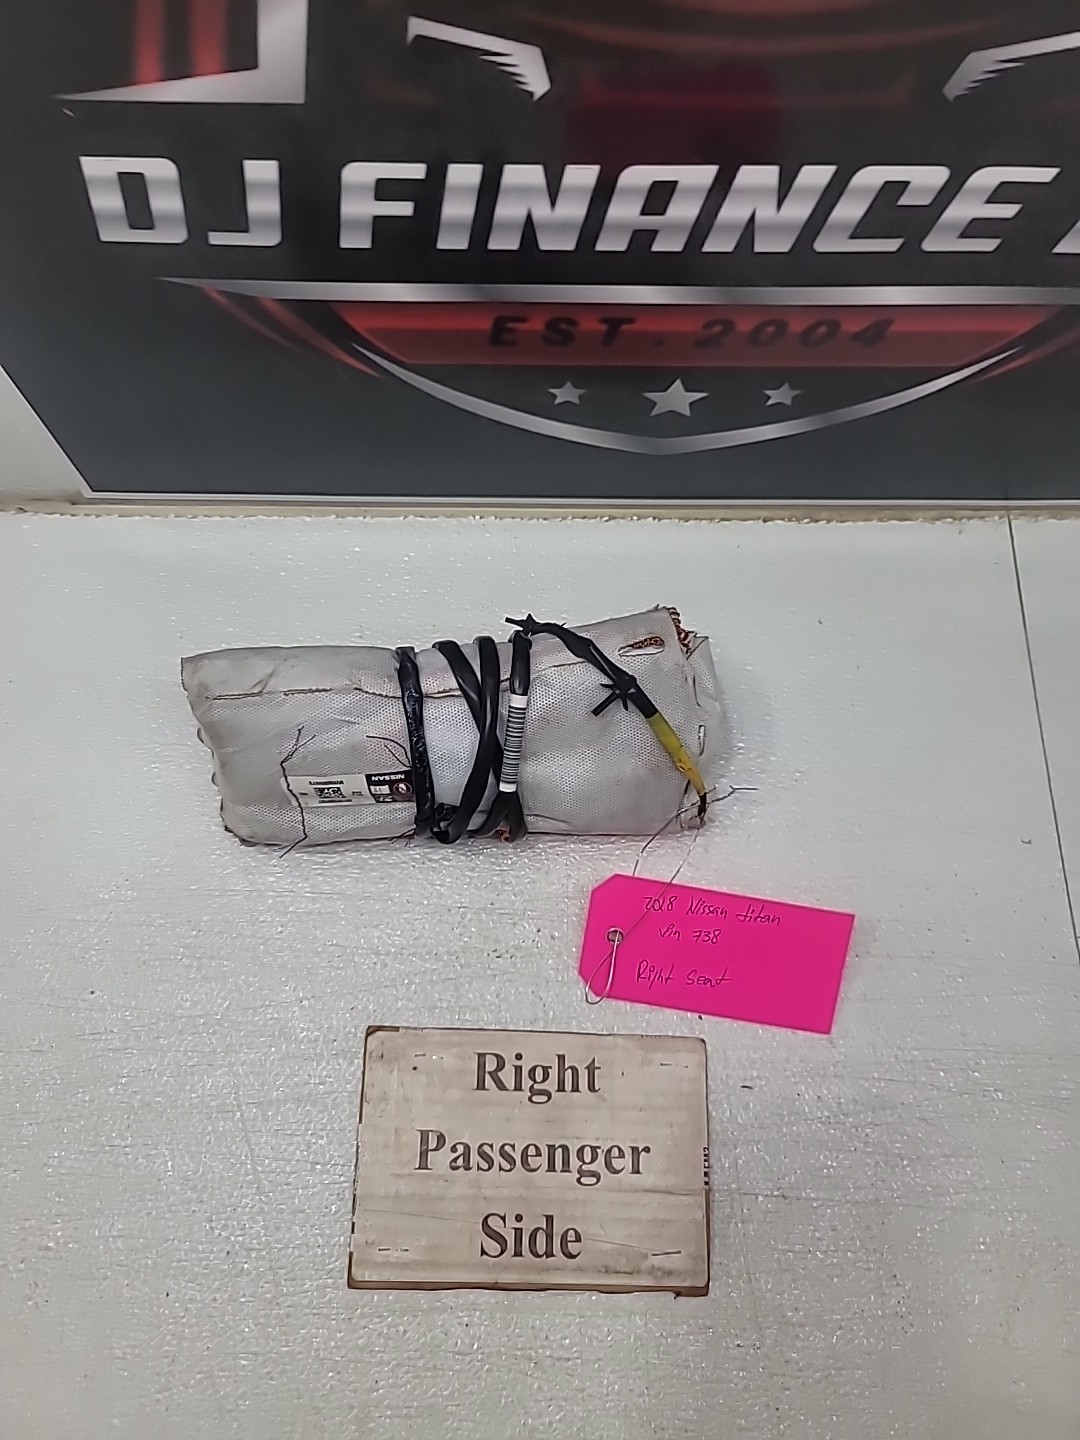 DJ FINANCE
EST. 2004
NISSAN
2018 Nissan titan
vin 738
Right Seat
Right
Passenger
Side